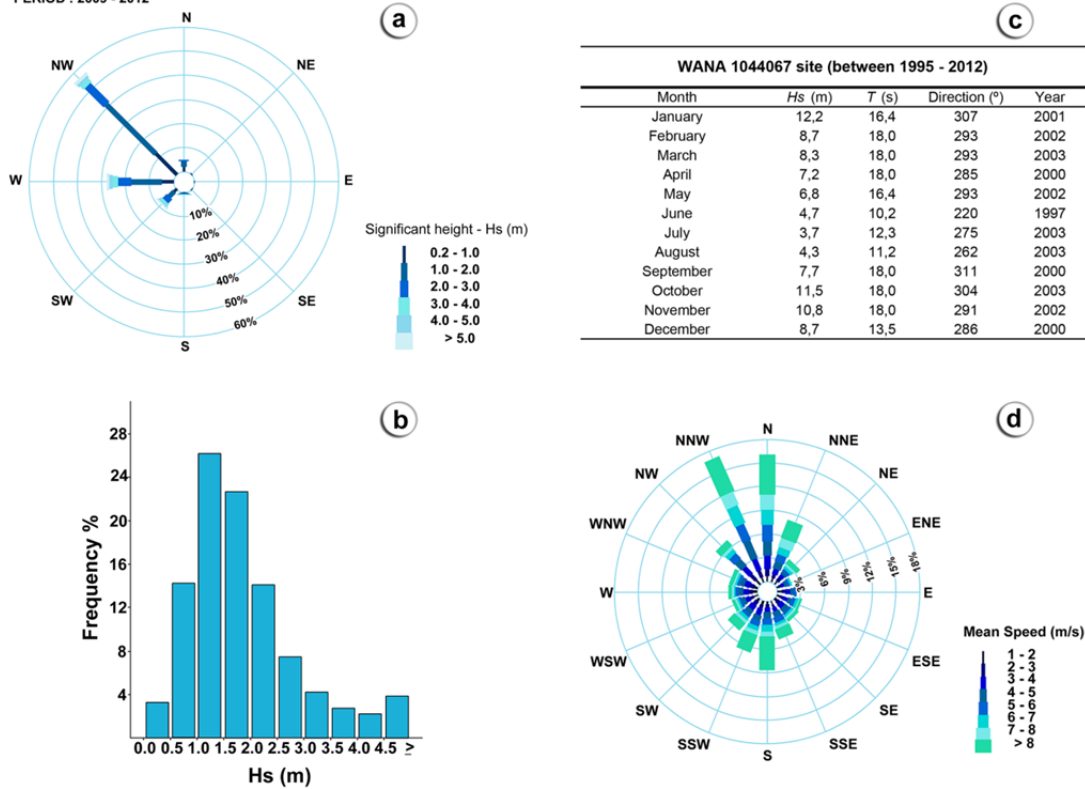 PERIOD : 2009 - 2012
a
N
NE
E
SE
S
SW
W
NW
10%
20%
30%
40%
50%
60%
Significant height - Hs (m)
0.2 - 1.0
1.0 - 2.0
2.0 - 3.0
3.0 - 4.0
4.0 - 5.0
> 5.0
c
WANA 1044067 site (between 1995 - 2012)
Month Hs (m) T (s) Direction (º) Year
January 12,2 16,4 307 2001
February 8,7 18,0 293 2002
March 8,3 18,0 293 2003
April 7,2 18,0 285 2000
May 6,8 16,4 293 2002
June 4,7 10,2 220 1997
July 3,7 12,3 275 2003
August 4,3 11,2 262 2003
September 7,7 18,0 311 2000
October 11,5 18,0 304 2003
November 10,8 18,0 291 2002
December 8,7 13,5 286 2000
b
Frequency %
28
24
20
16
12
8
4
0.0 0.5 1.0 1.5 2.0 2.5 3.0 3.5 4.0 4.5 ≥
Hs (m)
d
N
NNE
NE
ENE
E
ESE
SE
SSE
S
SSW
SW
WSW
W
WNW
NW
NNW
3%
6%
9%
12%
15%
18%
Mean Speed (m/s)
1 - 2
2 - 3
3 - 4
4 - 5
5 - 6
6 - 7
7 - 8
> 8